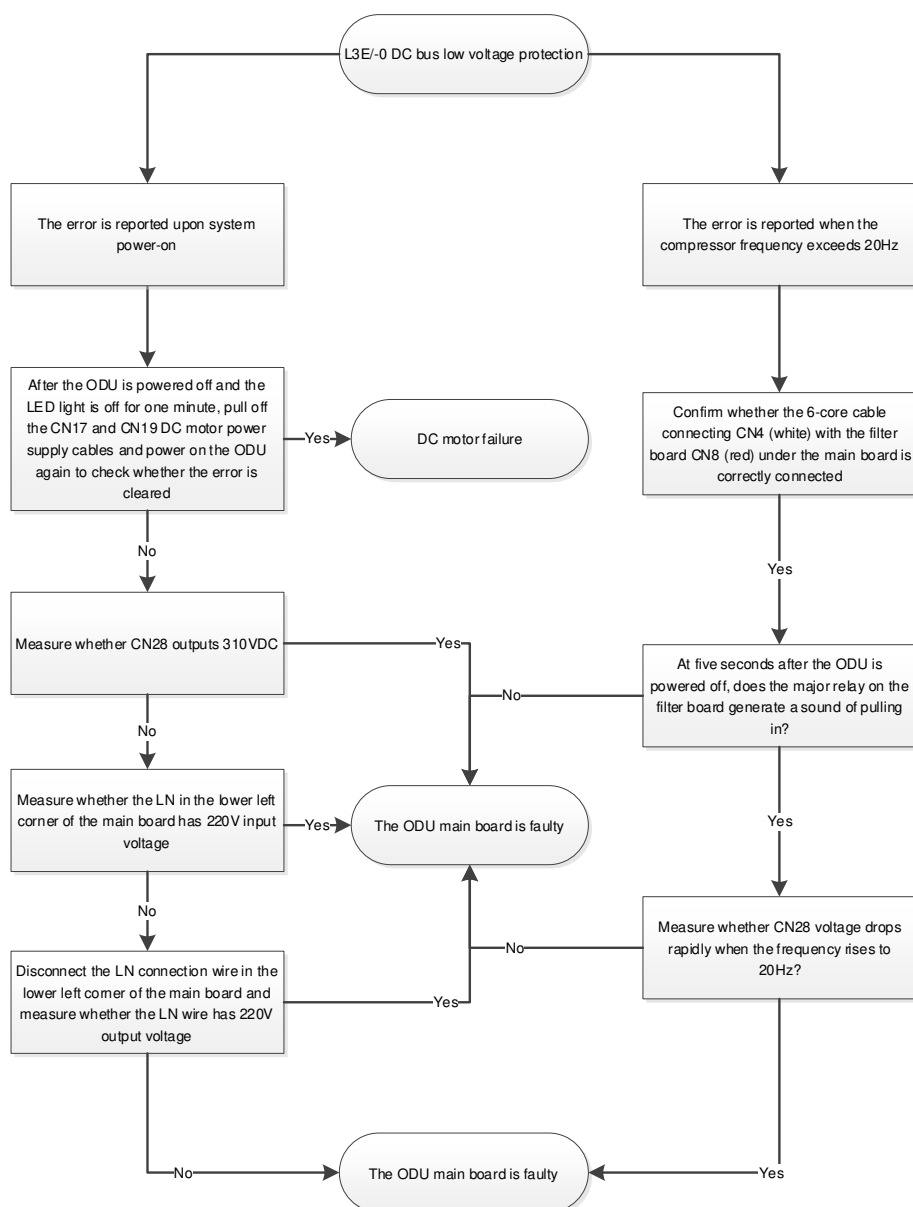 L3E/-0 DC bus low voltage protection
The error is reported upon system
power-on
The error is reported when the
compressor frequency exceeds 20Hz
After the ODU is powered off and the
LED light is off for one minute, pull off
the CN17 and CN19 DC motor power
supply cables and power on the ODU
again to check whether the error is
cleared
Yes
DC motor failure
Confirm whether the 6-core cable
connecting CN4 (white) with the filter
board CN8 (red) under the main board is
correctly connected
No
Yes
Measure whether CN28 outputs 310VDC
Yes
At five seconds after the ODU is
powered off, does the major relay on the
filter board generate a sound of pulling
in?
No
No
Measure whether the LN in the lower left
corner of the main board has 220V input
voltage
Yes
The ODU main board is faulty
Yes
No
Measure whether CN28 voltage drops
rapidly when the frequency rises to
20Hz?
No
Disconnect the LN connection wire in the
lower left corner of the main board and
measure whether the LN wire has 220V
output voltage
Yes
No
The ODU main board is faulty
Yes